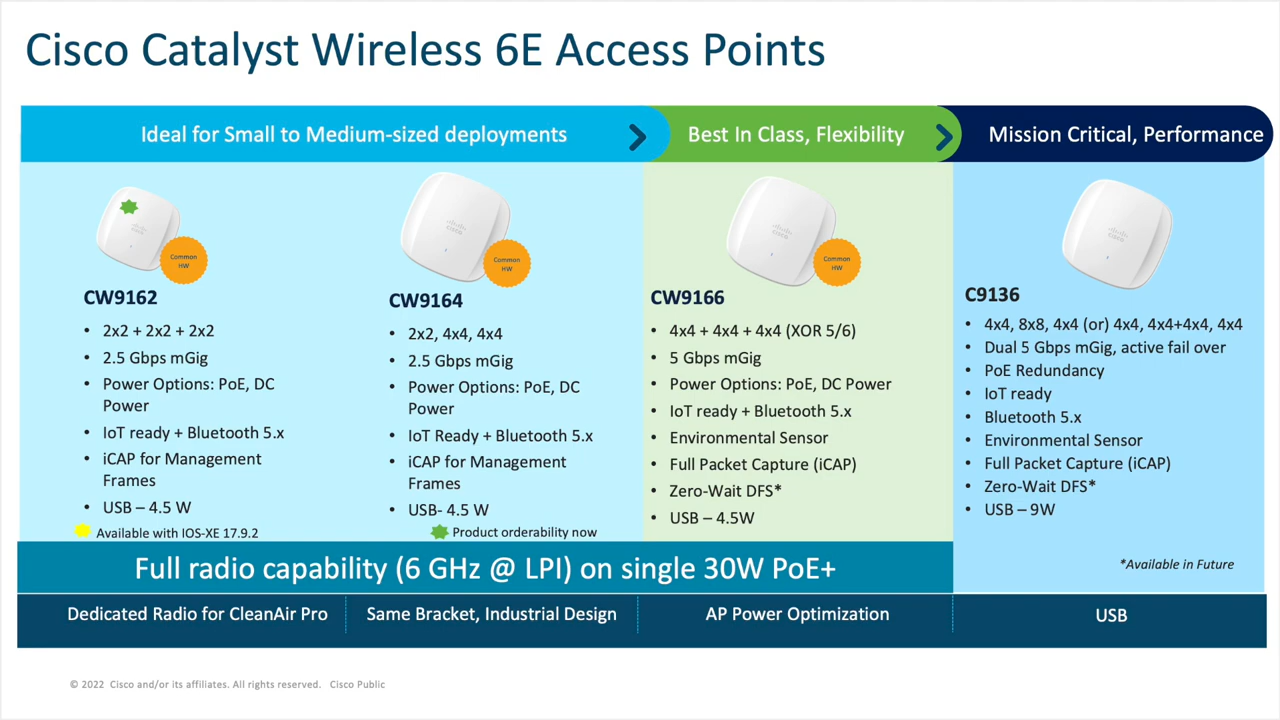 Cisco Catalyst Wireless 6E Access Points
Ideal for Small to Medium-sized deployments
Best In Class, Flexibility
Mission Critical, Performance
CISCO
Common
HW
CW9162
• 2x2 + 2x2 + 2x2
• 2.5 Gbps mGig
• Power Options: PoE, DC
Power
• IoT ready + Bluetooth 5.x
• iCAP for Management
Frames
• USB – 4.5 W
Available with IOS-XE 17.9.2
CISCO
Common
HW
CW9164
• 2x2, 4x4, 4x4
• 2.5 Gbps mGig
• Power Options: PoE, DC
Power
• IoT Ready + Bluetooth 5.x
• iCAP for Management
Frames
• USB- 4.5 W
Product orderability now
CISCO
Common
HW
CW9166
• 4x4 + 4x4 + 4x4 (XOR 5/6)
• 5 Gbps mGig
• Power Options: PoE, DC Power
• IoT ready + Bluetooth 5.x
• Environmental Sensor
• Full Packet Capture (iCAP)
• Zero-Wait DFS*
• USB – 4.5W
CISCO
C9136
• 4x4, 8x8, 4x4 (or) 4x4, 4x4+4x4, 4x4
• Dual 5 Gbps mGig, active fail over
• PoE Redundancy
• IoT ready
• Bluetooth 5.x
• Environmental Sensor
• Full Packet Capture (iCAP)
• Zero-Wait DFS*
• USB – 9W
*Available in Future
Full radio capability (6 GHz @ LPI) on single 30W PoE+
Dedicated Radio for CleanAir Pro
Same Bracket, Industrial Design
AP Power Optimization
USB
© 2022 Cisco and/or its affiliates. All rights reserved. Cisco Public